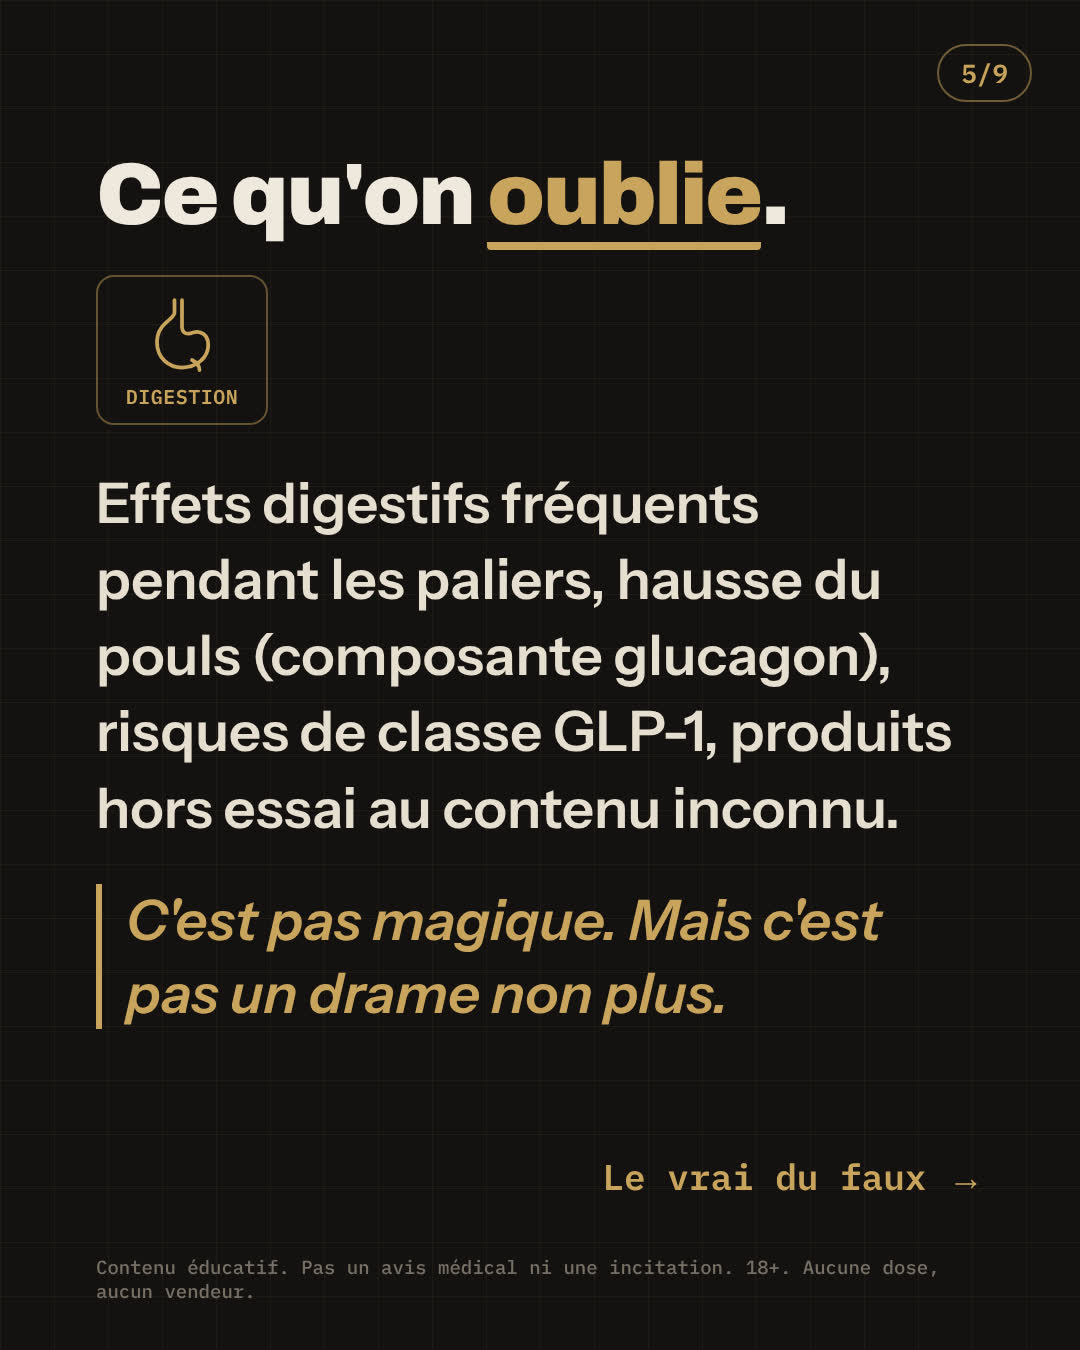 5/9
Ce qu'on oublie.
DIGESTION
Effets digestifs fréquents
pendant les paliers, hausse du
pouls (composante glucagon),
risques de classe GLP-1, produits
hors essai au contenu inconnu.
C'est pas magique. Mais c'est
pas un drame non plus.
Le vrai du faux →
Contenu éducatif. Pas un avis médical ni une incitation. 18+. Aucune dose,
aucun vendeur.